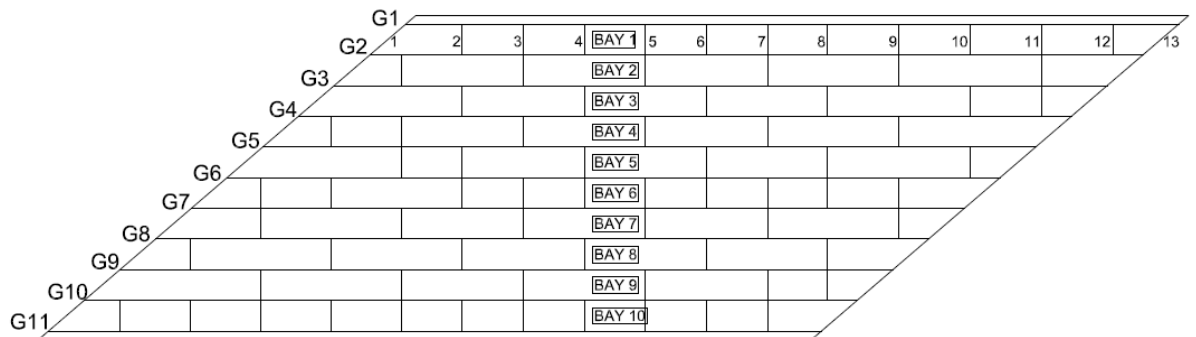 G1
1 2 3 4 BAY 1 5 6 7 8 9 10 11 12 13
G2
BAY 2
G3
BAY 3
G4
BAY 4
G5
BAY 5
G6
BAY 6
G7
BAY 7
G8
BAY 8
G9
BAY 9
G10
BAY 10
G11